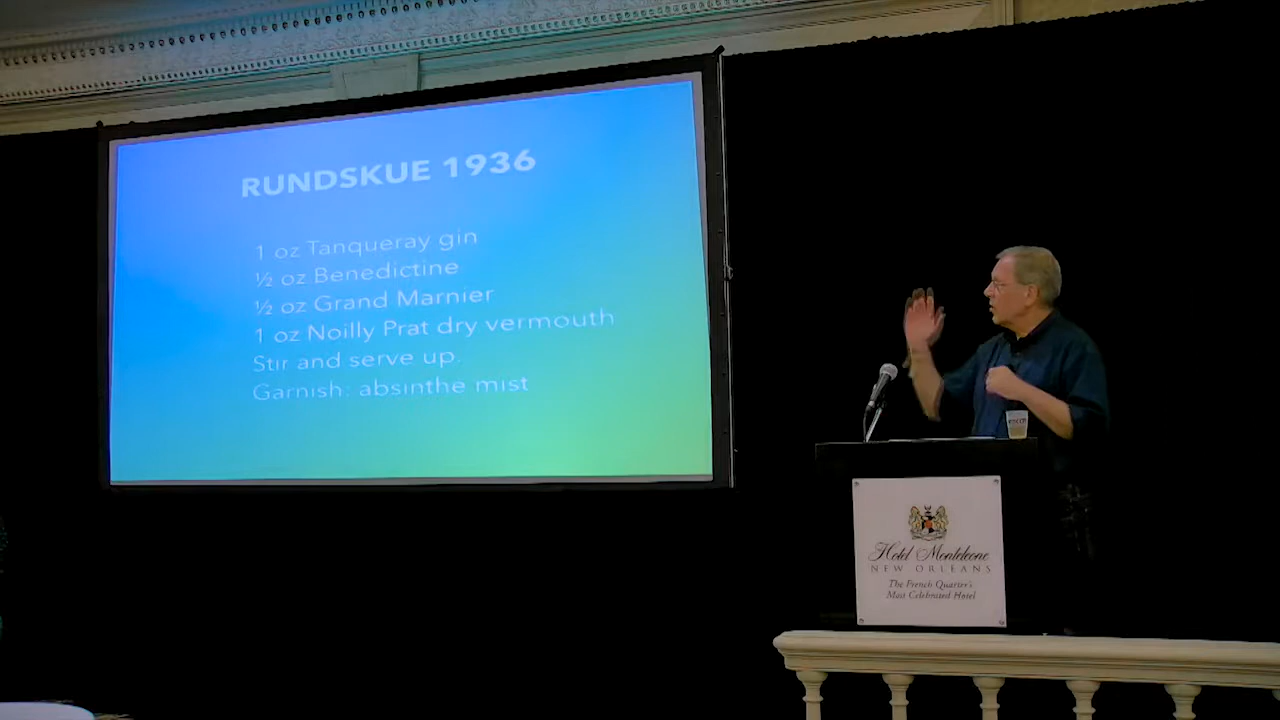 RUNDSKUE 1936
1 oz Tanqueray gin
½ oz Benedictine
½ oz Grand Marnier
1 oz Noilly Prat dry vermouth
Stir and serve up.
Garnish: absinthe mist
Hotel Monteleone
NEW ORLEANS
The French Quarter's
Most Celebrated Hotel